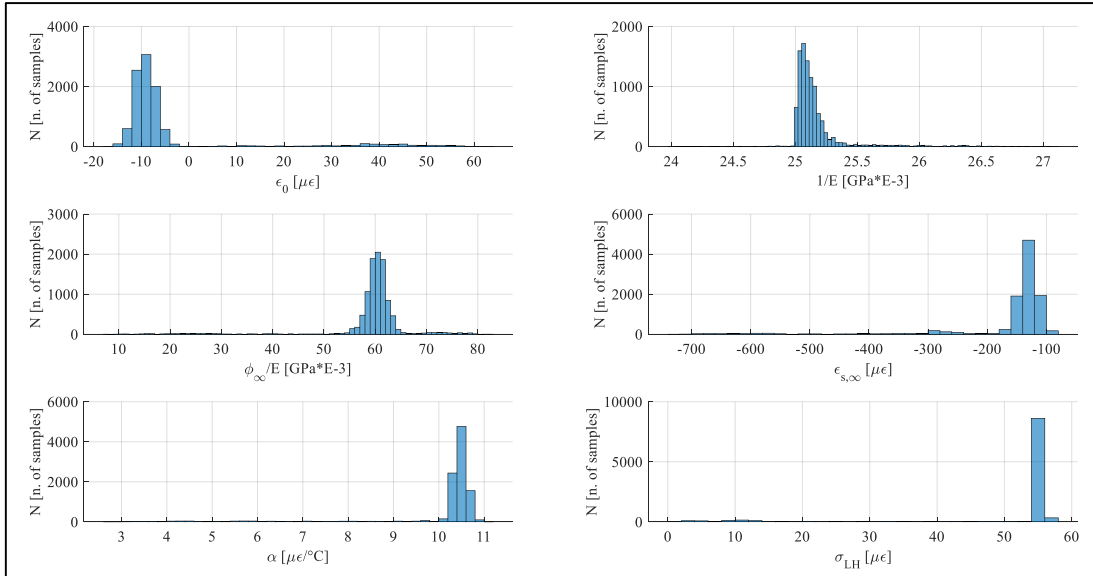 4000
2000
0
N [n. of samples]
-20 -10 0 10 20 30 40 50 60
ϵ₀ [μϵ]
2000
1000
0
N [n. of samples]
24 24.5 25 25.5 26 26.5 27
1/E [GPa*E-3]
3000
2000
1000
0
N [n. of samples]
10 20 30 40 50 60 70 80
ϕ∞/E [GPa*E-3]
6000
4000
2000
0
N [n. of samples]
-700 -600 -500 -400 -300 -200 -100
ϵs,∞ [μϵ]
6000
4000
2000
0
N [n. of samples]
3 4 5 6 7 8 9 10 11
α [μϵ/°C]
10000
5000
0
N [n. of samples]
0 10 20 30 40 50 60
σLH [μϵ]